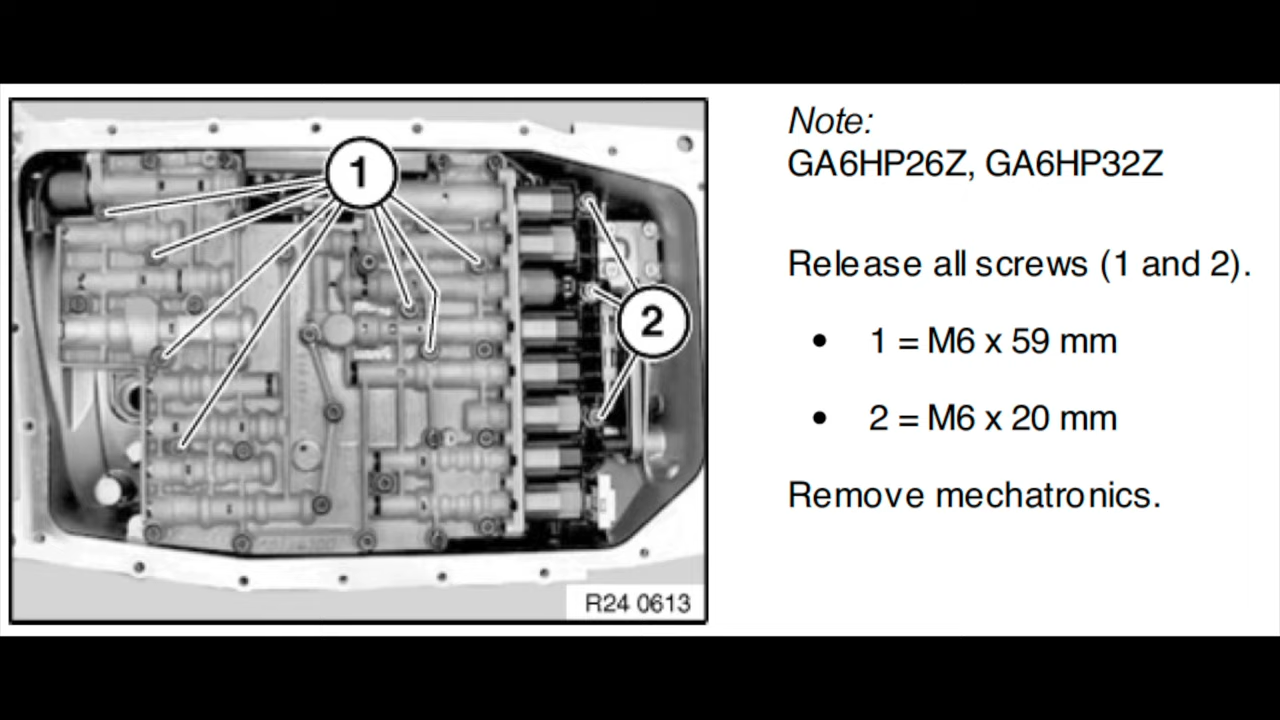 1
2
R24 0613
Note:
GA6HP26Z, GA6HP32Z
Release all screws (1 and 2).
• 1 = M6 x 59 mm
• 2 = M6 x 20 mm
Remove mechatronics.